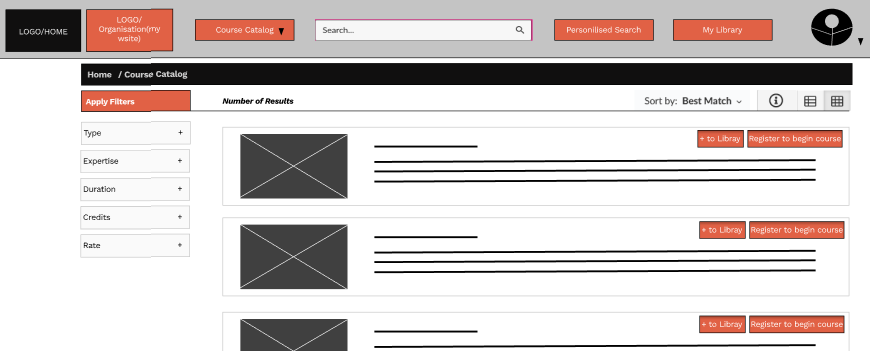 LOGO/HOME
LOGO/
Organisation(my
wsite)
Course Catalog
Search...
Personilised Search
My Library
Home / Course Catalog
Apply Filters
Number of Results
Sort by: Best Match
Type +
Expertise +
Duration +
Credits +
Rate +
+ to Libray
Register to begin course
+ to Libray
Register to begin course
+ to Libray
Register to begin course